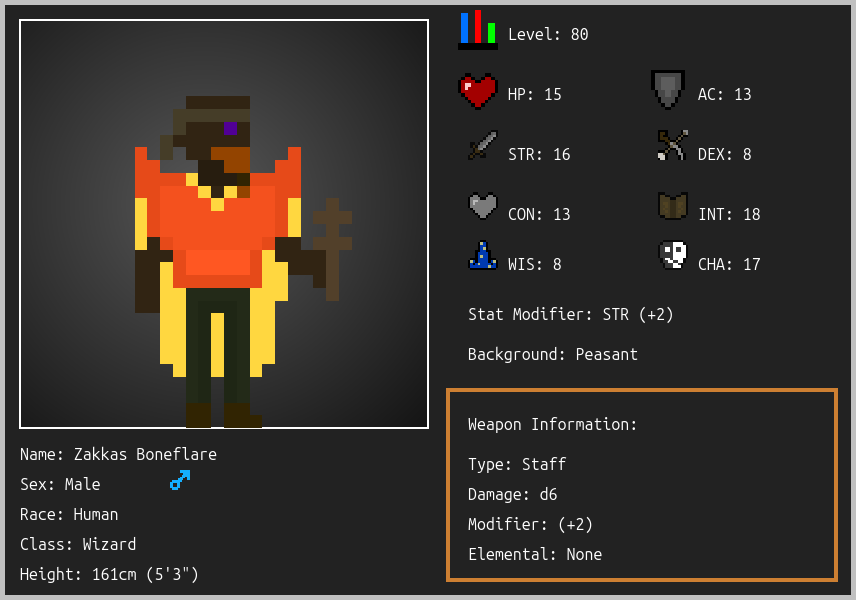 Level: 80
HP: 15
AC: 13
STR: 16
DEX: 8
CON: 13
INT: 18
WIS: 8
CHA: 17
Stat Modifier: STR (+2)
Background: Peasant
Weapon Information:
Type: Staff
Damage: d6
Modifier: (+2)
Elemental: None
Name: Zakkas Boneflare
Sex: Male
Race: Human
Class: Wizard
Height: 161cm (5'3")